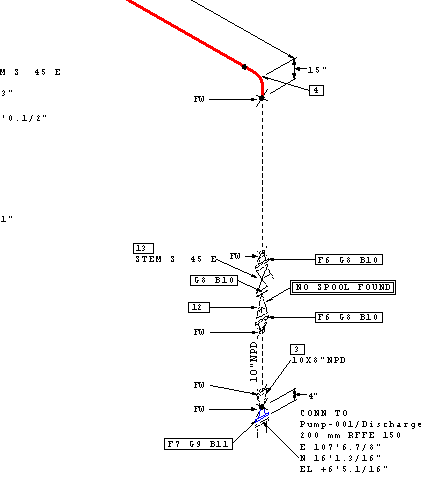 15"
M S 45 E
4
3"
FW
'0.1/2"
1"
13
STEM S 45 E
FW
F6 G8 B10
G8 B10
NO SPOOL FOUND
12
F6 G8 B10
FW
10"NPD
3
10X8"NPD
FW
4"
FW
CONN TO
Pump-001/Discharge
200 mm RFFE 150
E 107'6.7/8"
N 16'1.3/16"
EL +6'5.1/16"
F7 G9 B11